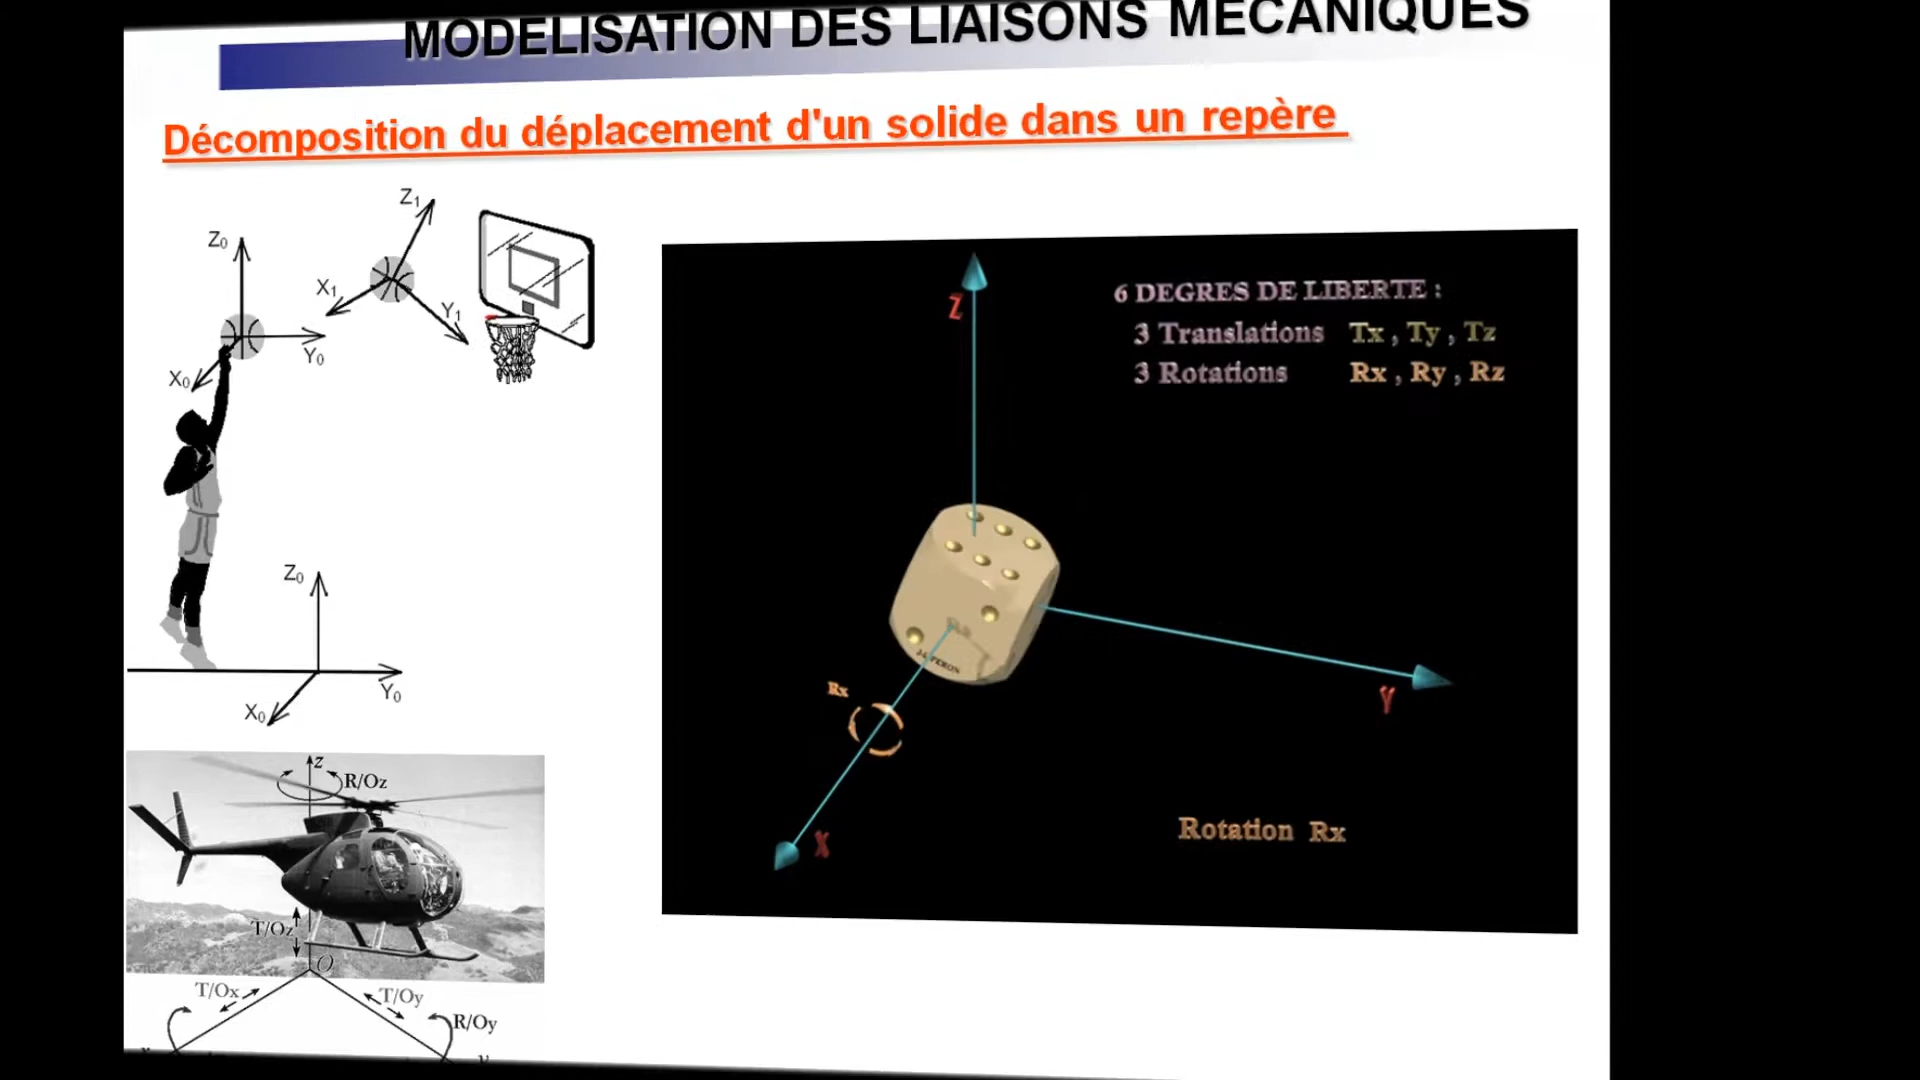 MODELISATION DES LIAISONS MECANIQUES
Décomposition du déplacement d'un solide dans un repère
Z1
Z0
X1
Y1
Y0
X0
Z0
Y0
X0
Z
6 DEGRES DE LIBERTE :
3 Translations Tx , Ty , Tz
3 Rotations Rx , Ry , Rz
Rx
Y
X
Rotation Rx
z
R/Oz
T/Oz
O
T/Ox
T/Oy
R/Oy